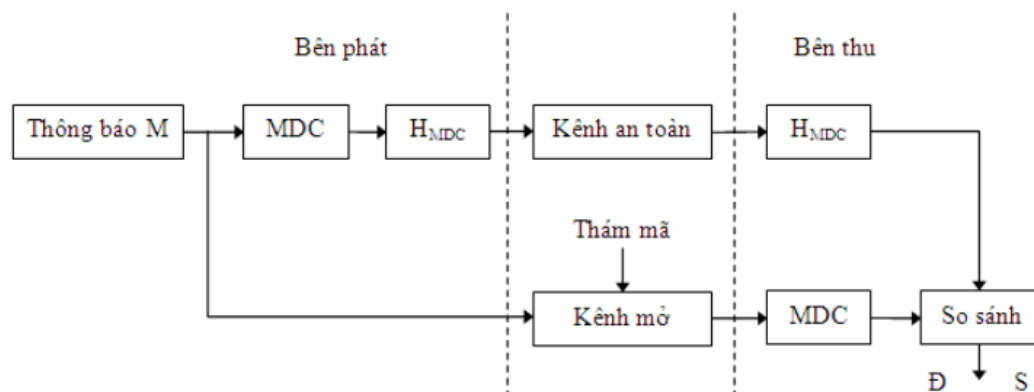 Bên phát
Bên thu
Thông báo M
MDC
HMDC
Kênh an toàn
HMDC
Thám mã
Kênh mở
MDC
So sánh
Đ S